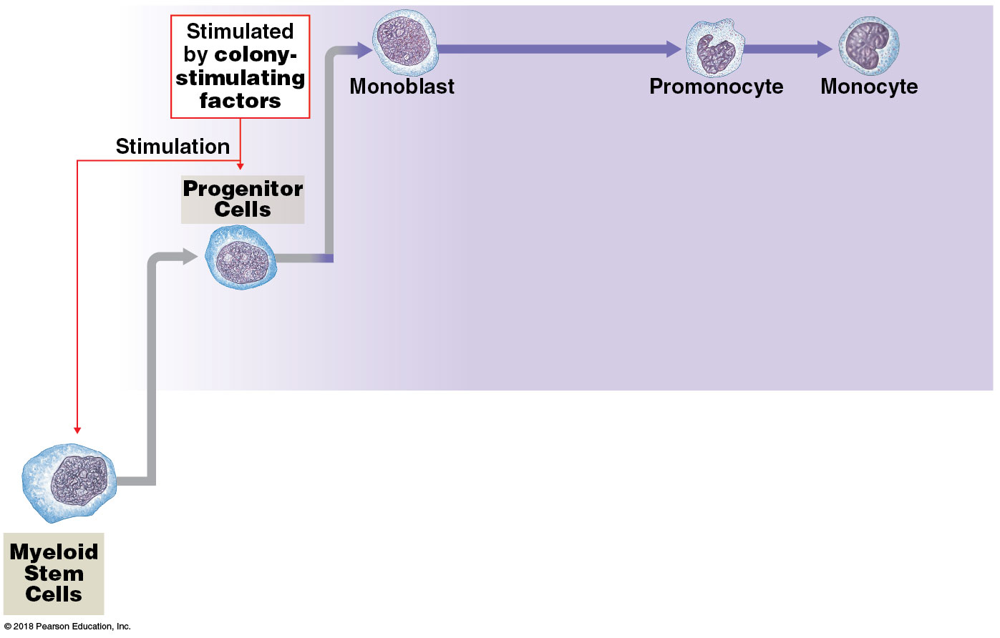 Stimulated
by colony-
stimulating
factors
Monoblast
Promonocyte
Monocyte
Stimulation
Progenitor
Cells
Myeloid
Stem
Cells
© 2018 Pearson Education, Inc.